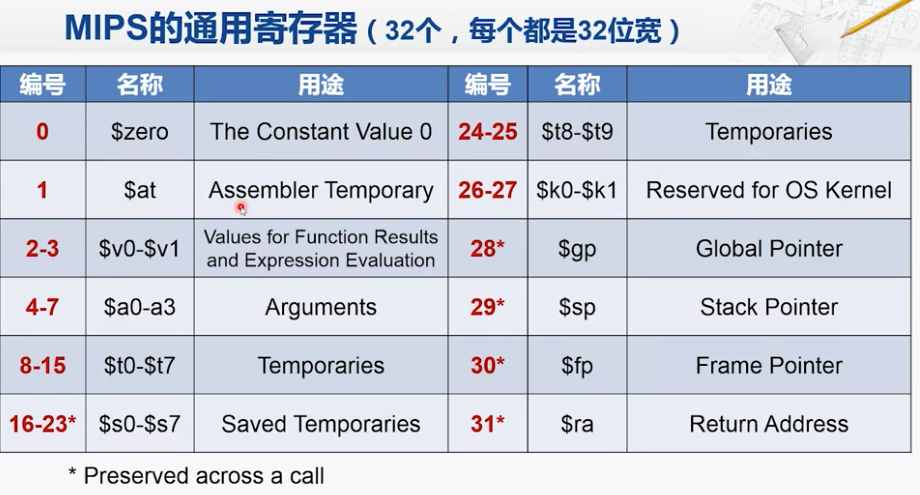 MIPS的通用寄存器（32个，每个都是32位宽）
编号 名称 用途 编号 名称 用途
0 $zero The Constant Value 0 24-25 $t8-$t9 Temporaries
1 $at Assembler Temporary 26-27 $k0-$k1 Reserved for OS Kernel
2-3 $v0-$v1 Values for Function Results
and Expression Evaluation 28* $gp Global Pointer
4-7 $a0-a3 Arguments 29* $sp Stack Pointer
8-15 $t0-$t7 Temporaries 30* $fp Frame Pointer
16-23* $s0-$s7 Saved Temporaries 31* $ra Return Address
* Preserved across a call